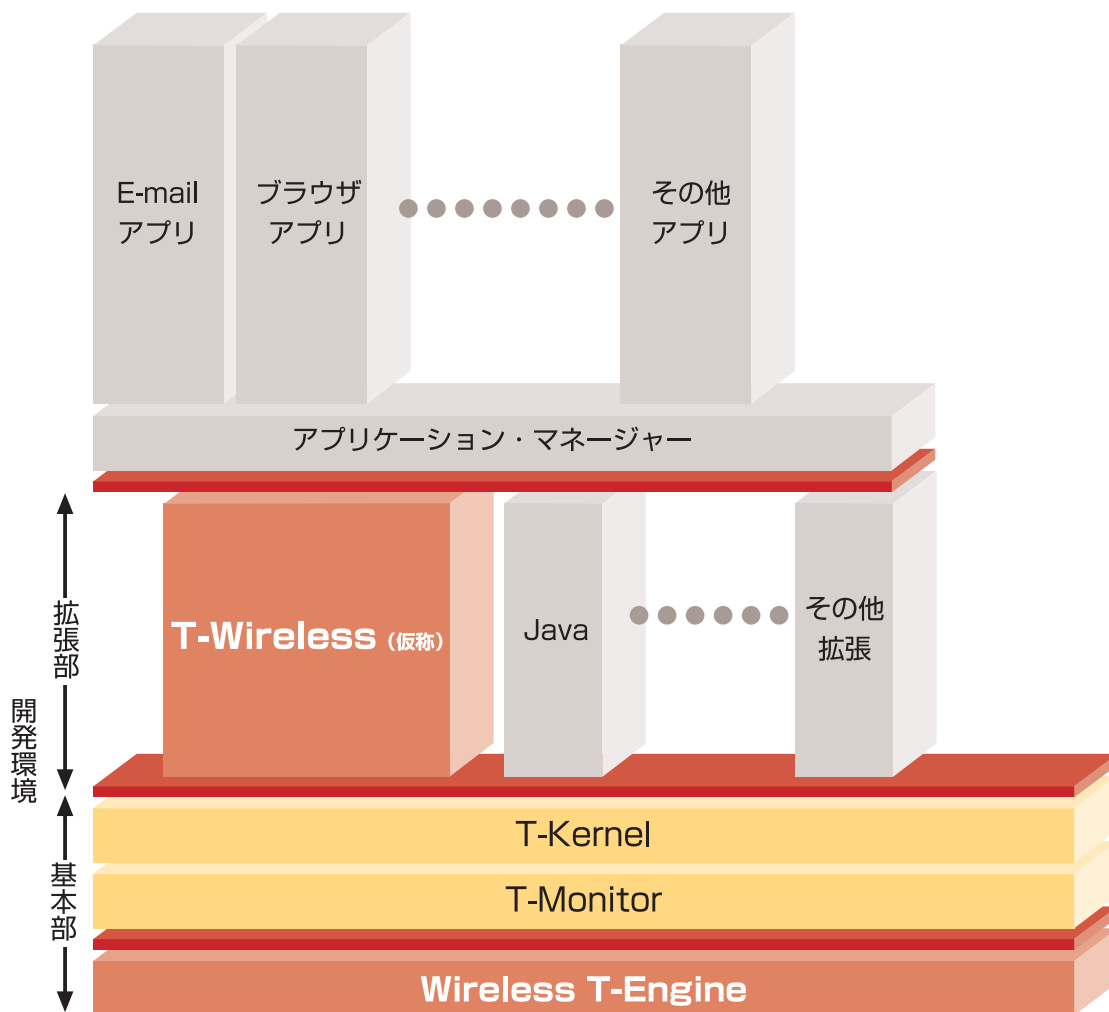 E-mail
アプリ
ブラウザ
アプリ
その他
アプリ
アプリケーション・マネージャー
T-Wireless（仮称）
Java
その他
拡張
拡張部
開発環境
基本部
T-Kernel
T-Monitor
Wireless T-Engine